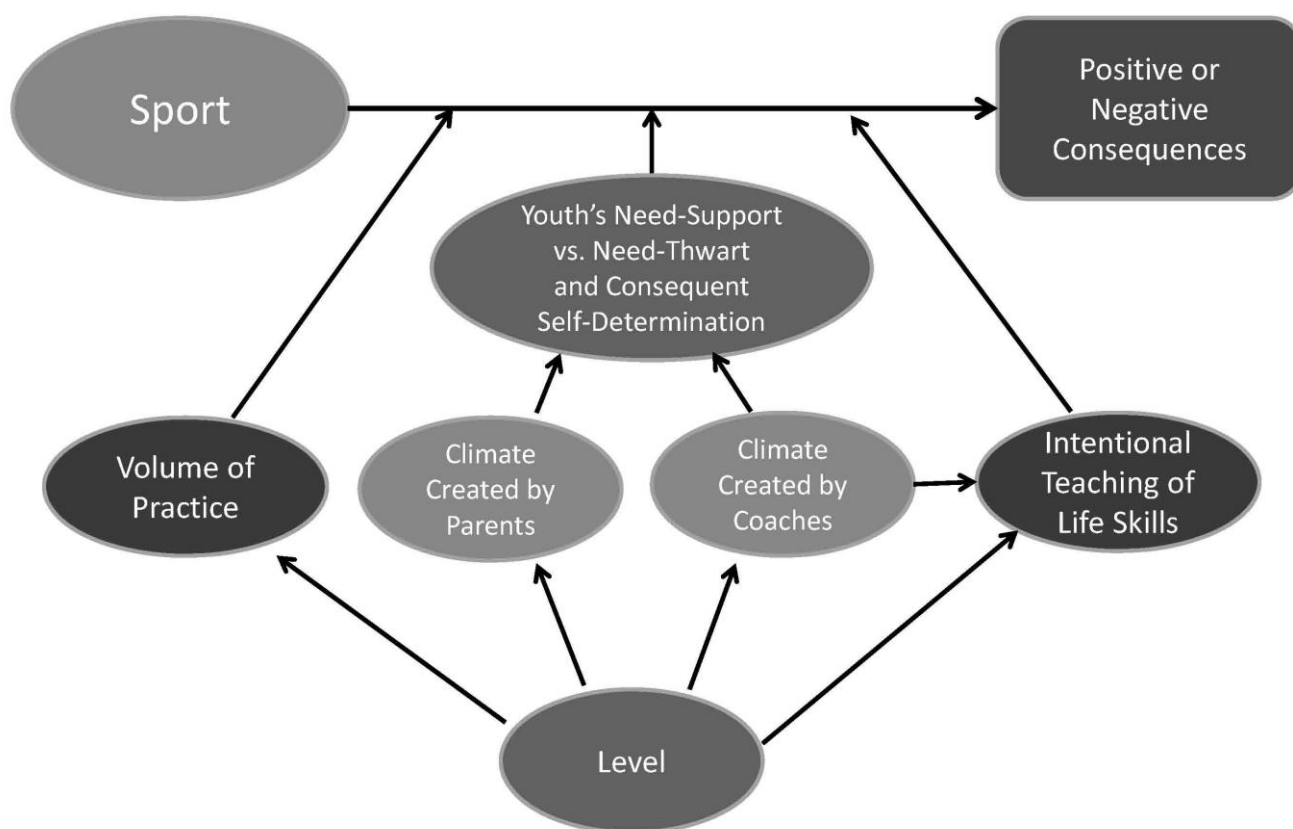 Sport
Positive or
Negative
Consequences
Youth’s Need-Support
vs. Need-Thwart
and Consequent
Self-Determination
Volume of
Practice
Climate
Created by
Parents
Climate
Created by
Coaches
Intentional
Teaching of
Life Skills
Level